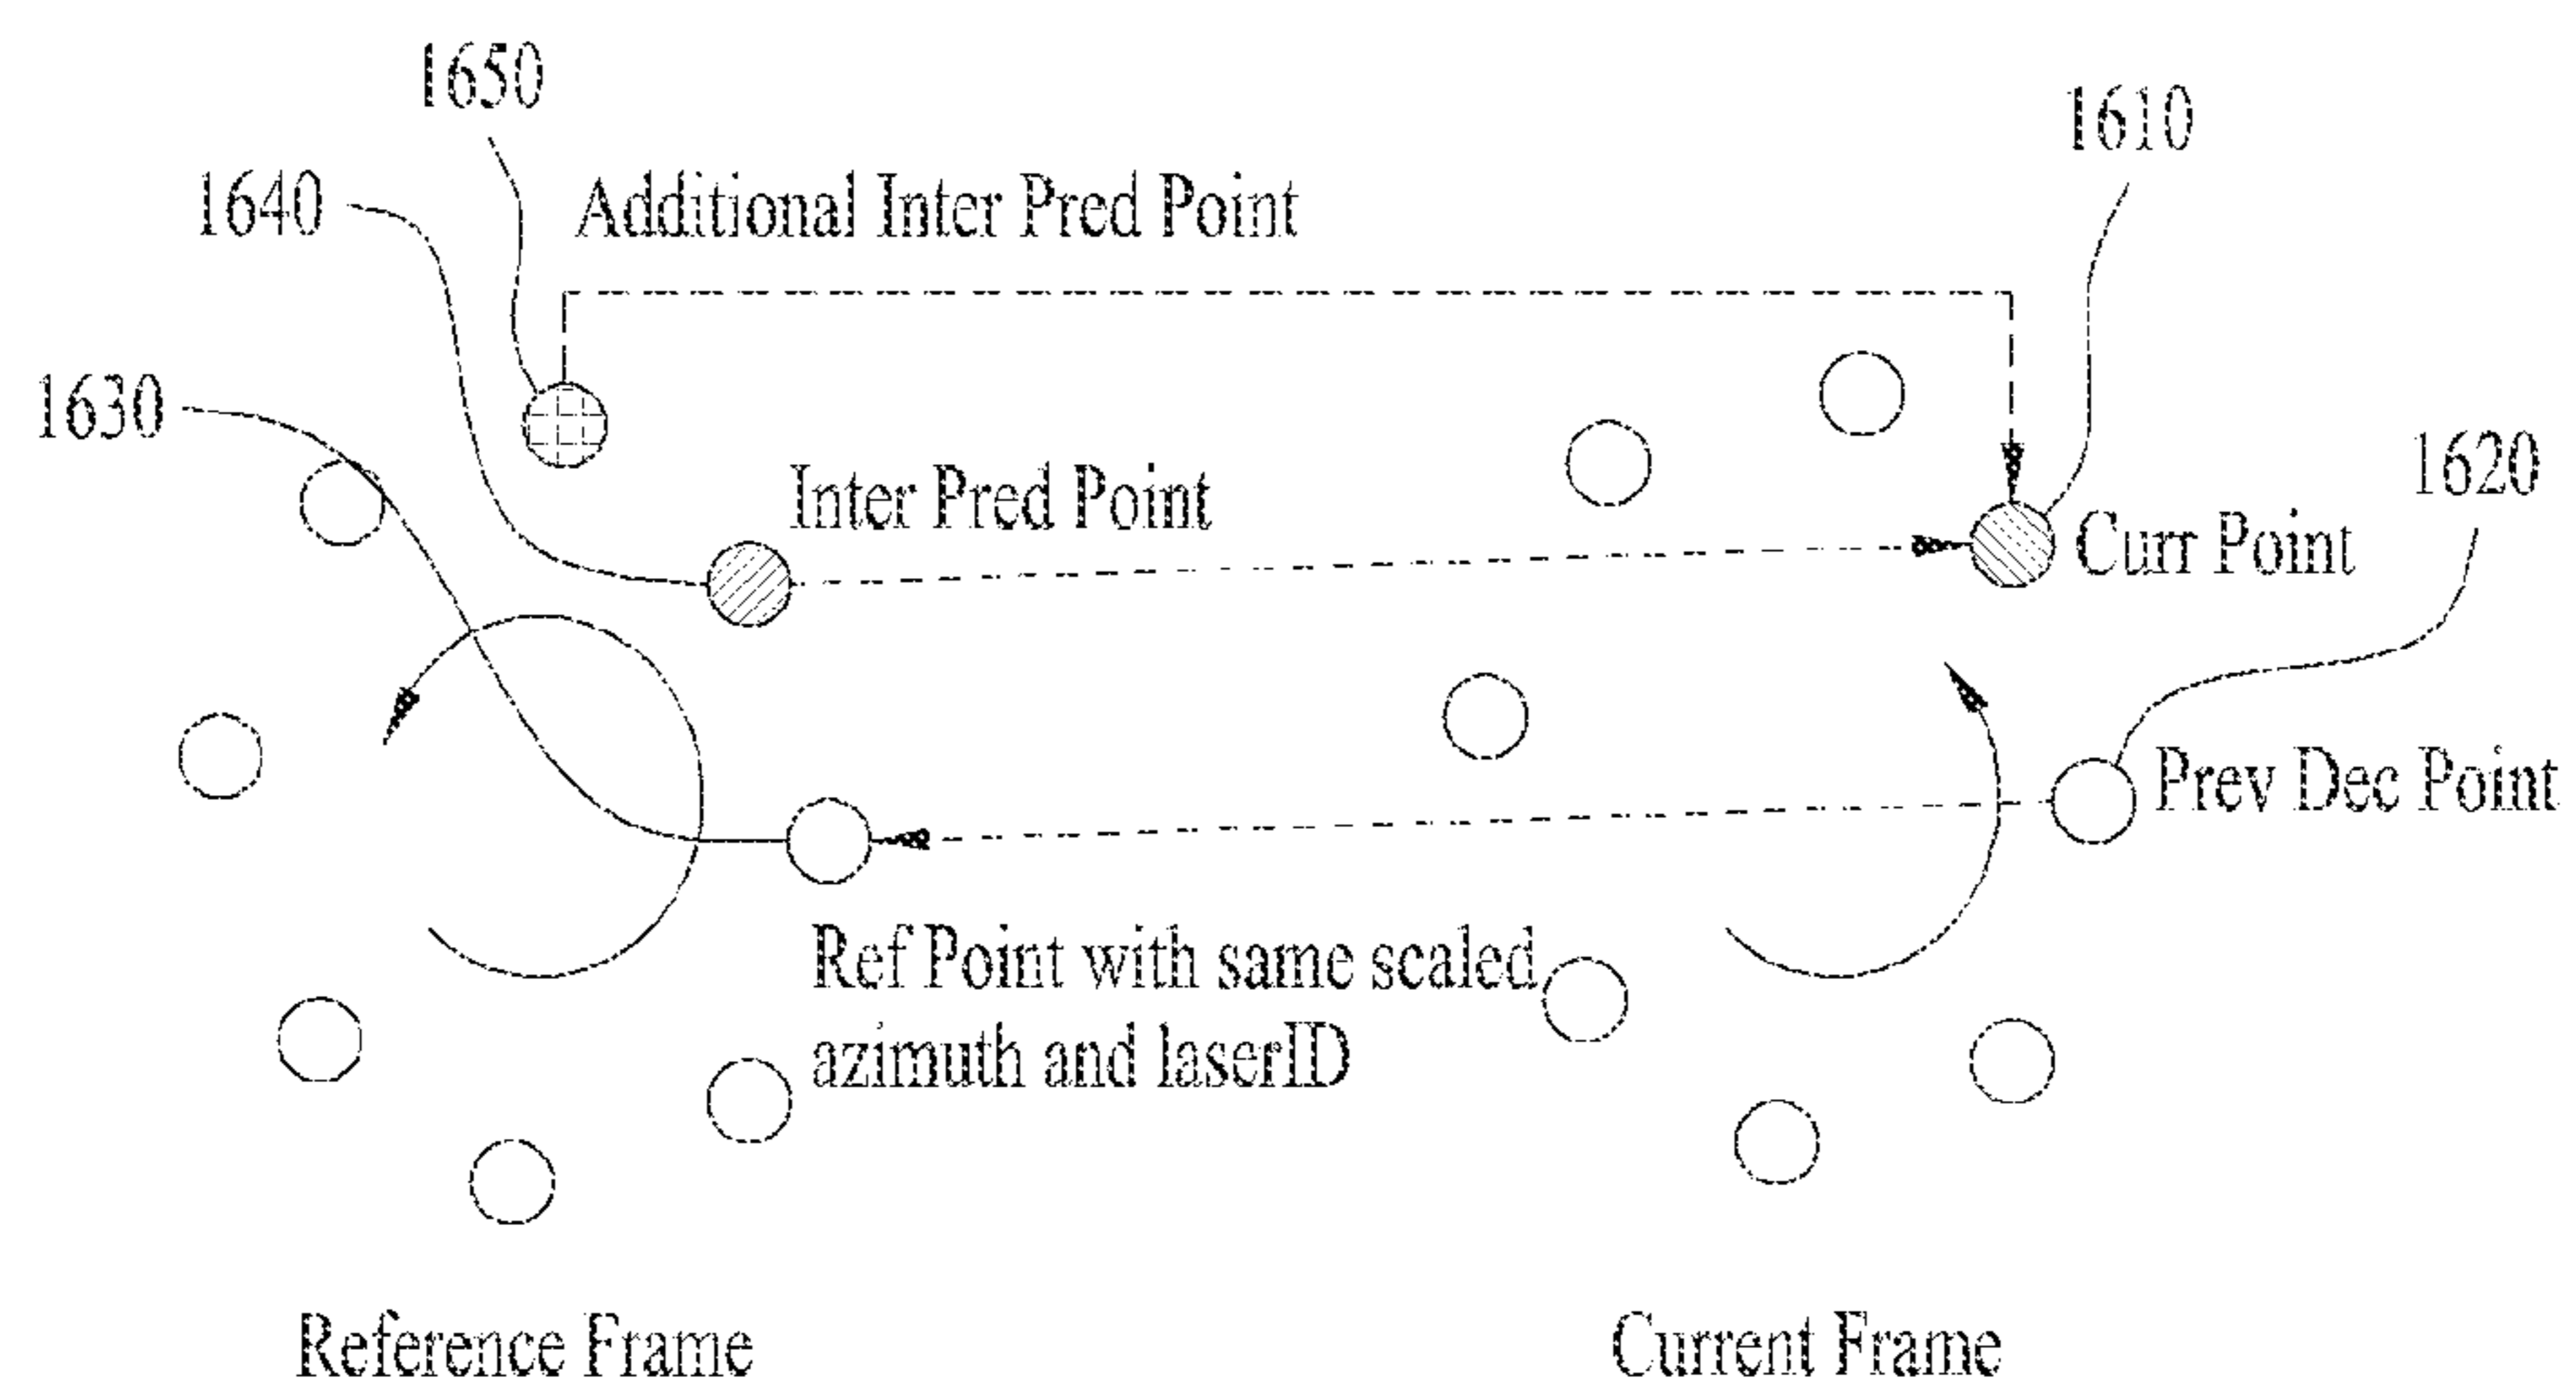 1650
1610
1640
Additional Inter Pred Point
1630
1620
Inter Pred Point
Curr Point
Prev Dec Point
Ref Point with same scaled
azimuth and laserID
Reference Frame
Current Frame